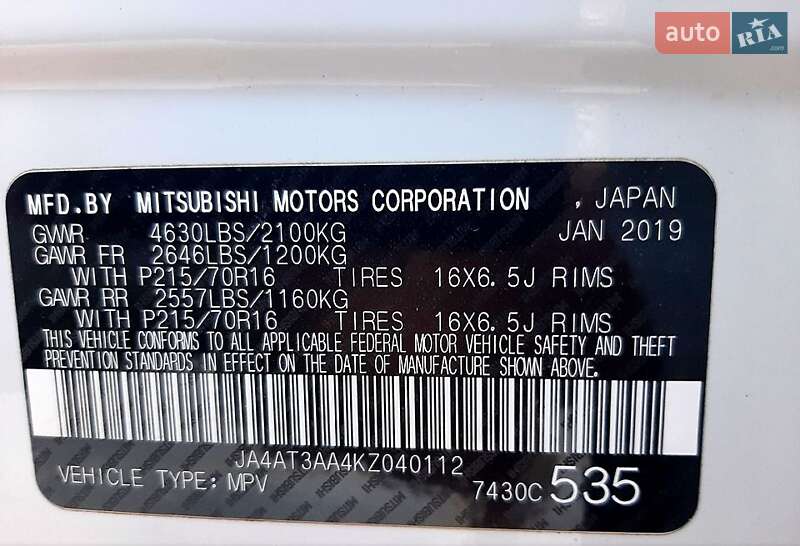 auto RIA .com
MFD.BY MITSUBISHI MOTORS CORPORATION , JAPAN
GVWR 4630LBS/2100KG JAN 2019
GAWR FR 2646LBS/1200KG
WITH P215/70R16 TIRES 16X6.5J RIMS
GAWR RR 2557LBS/1160KG
WITH P215/70R16 TIRES 16X6.5J RIMS
THIS VEHICLE CONFORMS TO ALL APPLICABLE FEDERAL MOTOR VEHICLE SAFETY AND THEFT
PREVENTION STANDARDS IN EFFECT ON THE DATE OF MANUFACTURE SHOWN ABOVE.
JA4AT3AA4KZ040112
VEHICLE TYPE: MPV 7430C 535